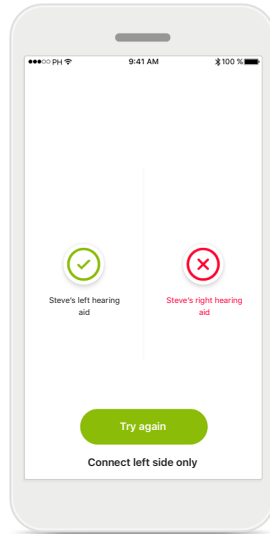 PH 9:41 AM 100 %
Steve's left hearing
aid
Steve's right hearing
aid
Try again
Connect left side only